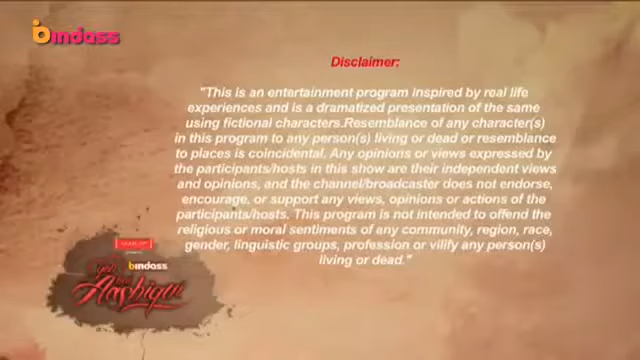 bindass
Disclaimer:
"This is an entertainment program inspired by real life
experiences and is a dramatized presentation of the same
using fictional characters.Resemblance of any character(s)
in this program to any person(s) living or dead or resemblance
to places is coincidental. Any opinions or views expressed by
the participants/hosts in this show are their independent views
and opinions, and the channel/broadcaster does not endorse,
encourage, or support any views, opinions or actions of the
participants/hosts. This program is not intended to offend the
religious or moral sentiments of any community, region, race,
gender, linguistic groups, profession or vilify any person(s)
living or dead."
bindass
Yeh
Aashiqui